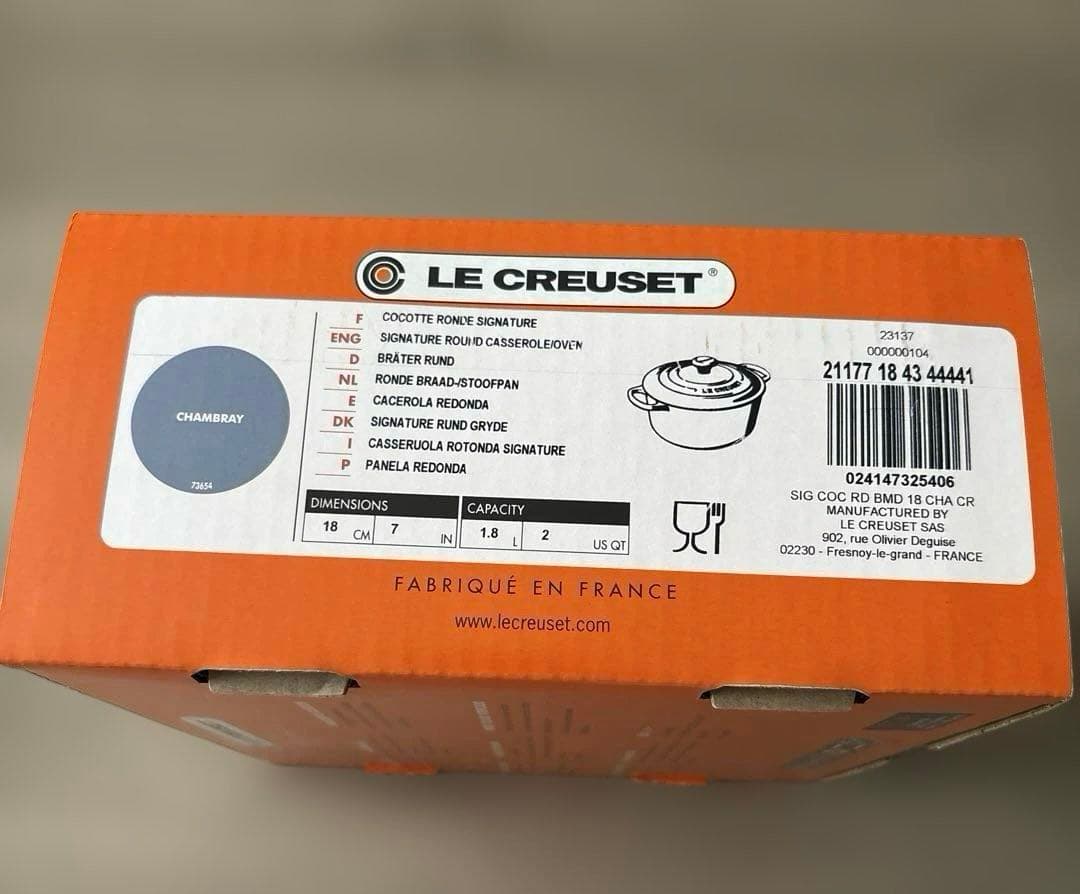 LE CREUSET®
CHAMBRAY
73654
F COCOTTE RONDE SIGNATURE
ENG SIGNATURE ROUND CASSEROLE/OVEN
D BRÄTER RUND
NL RONDE BRAAD-/STOOFPAN
E CACEROLA REDONDA
DK SIGNATURE RUND GRYDE
I CASSERUOLA ROTONDA SIGNATURE
P PANELA REDONDA
DIMENSIONS CAPACITY
18 CM 7 IN 1.8 L 2 US QT
LE CREUSET
23137
000000104
21177 18 43 44441
024147325406
SIG COC RD BMD 18 CHA CR
MANUFACTURED BY
LE CREUSET SAS
902, rue Olivier Deguise
02230 - Fresnoy-le-grand - FRANCE
FABRIQUÉ EN FRANCE
www.lecreuset.com